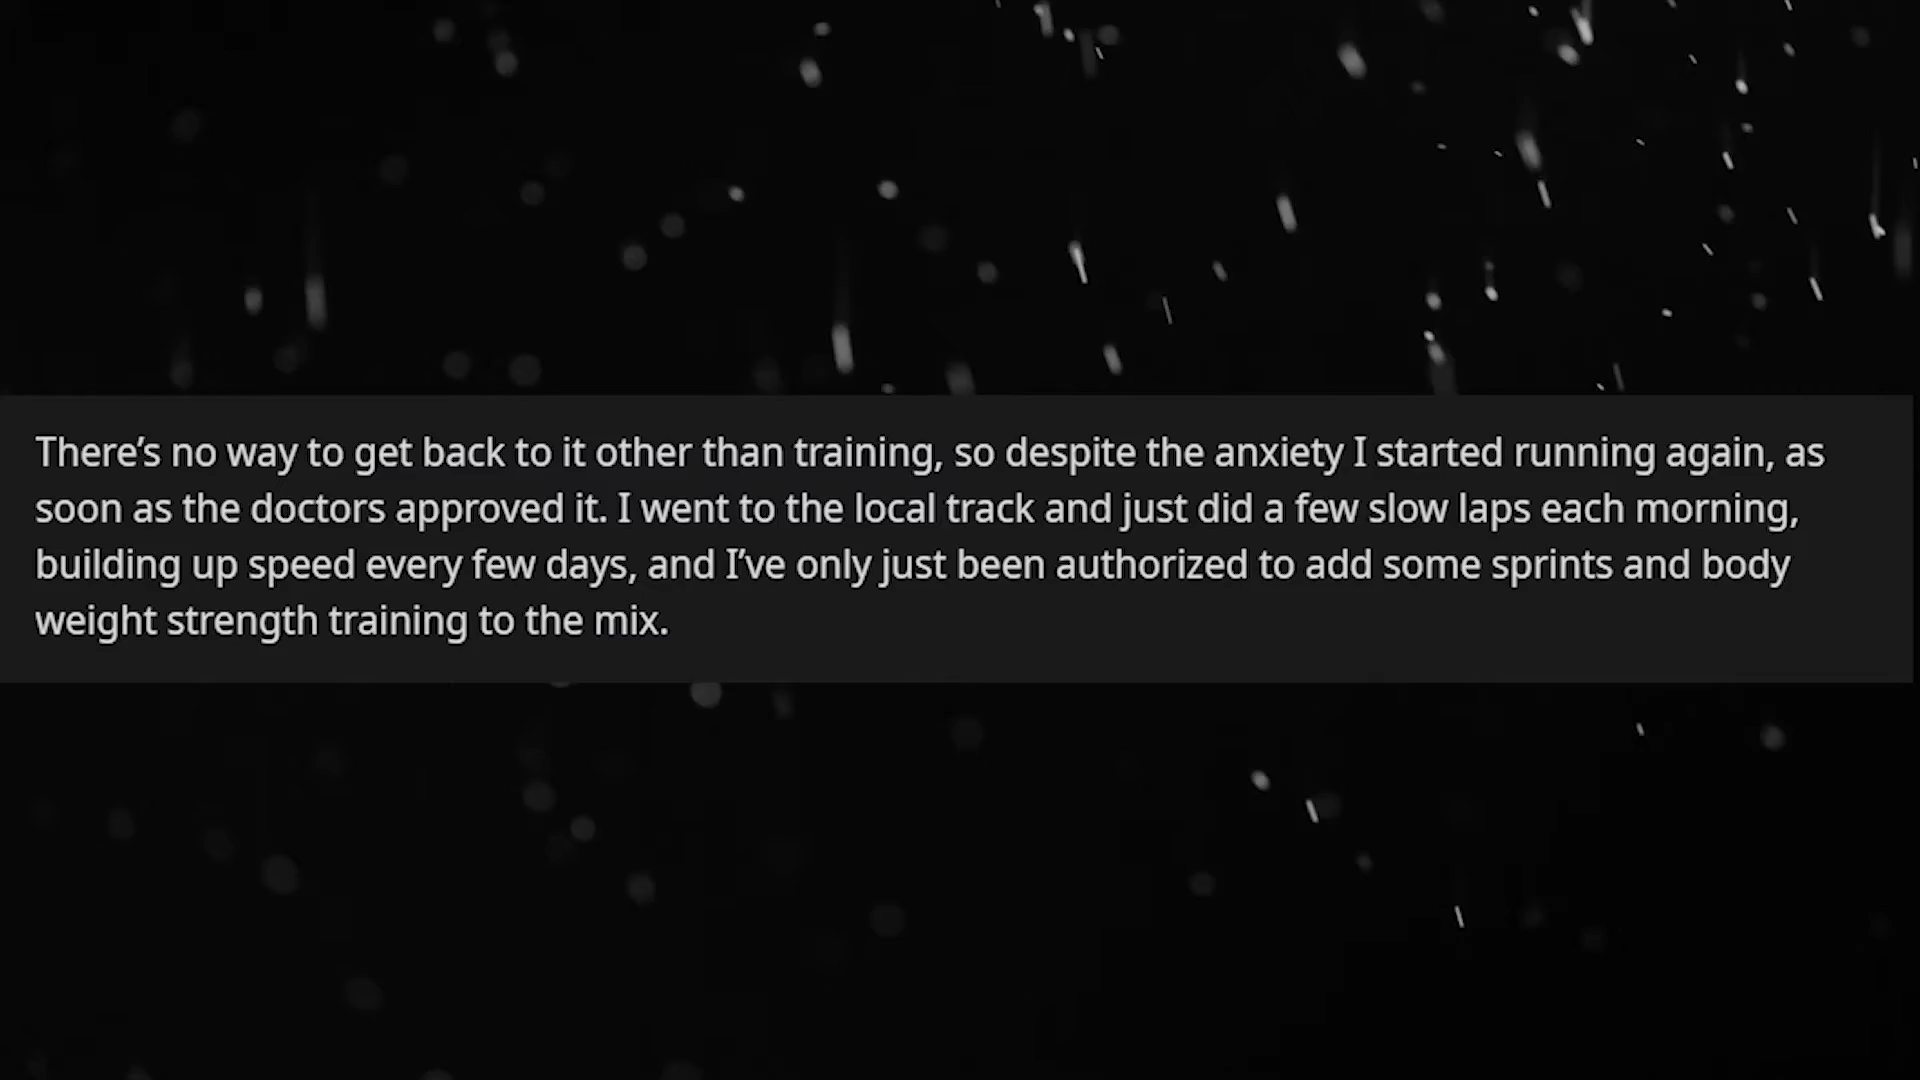 There’s no way to get back to it other than training, so despite the anxiety I started running again, as
soon as the doctors approved it. I went to the local track and just did a few slow laps each morning,
building up speed every few days, and I’ve only just been authorized to add some sprints and body
weight strength training to the mix.